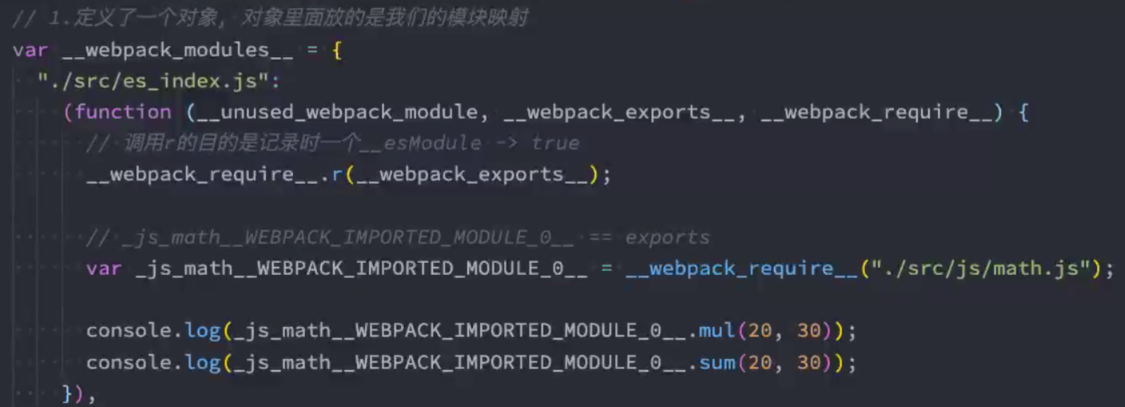 // 1.定义了一个对象, 对象里面放的是我们的模块映射
var __webpack_modules__ = {
"./src/es_index.js":
(function (__unused_webpack_module, __webpack_exports__, __webpack_require__) {
// 调用r的目的是记录时一个__esModule -> true
__webpack_require__.r(__webpack_exports__);
// _js_math__WEBPACK_IMPORTED_MODULE_0__ == exports
var _js_math__WEBPACK_IMPORTED_MODULE_0__ = __webpack_require__("./src/js/math.js");
console.log(_js_math__WEBPACK_IMPORTED_MODULE_0__.mul(20, 30));
console.log(_js_math__WEBPACK_IMPORTED_MODULE_0__.sum(20, 30));
}),